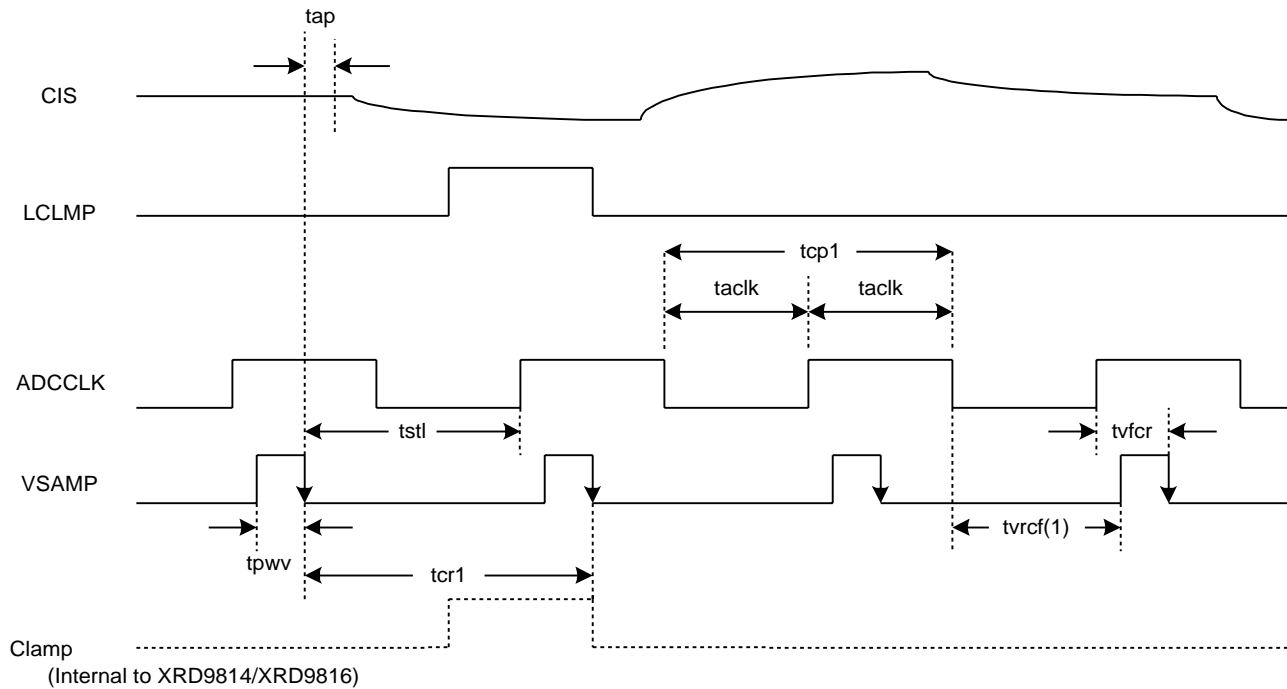 tap
CIS
LCLMP
tcp1
taclk taclk
ADCCLK
tstl
tvfcr
VSAMP
tvrcf(1)
tpwv
tcr1
Clamp
(Internal to XRD9814/XRD9816)